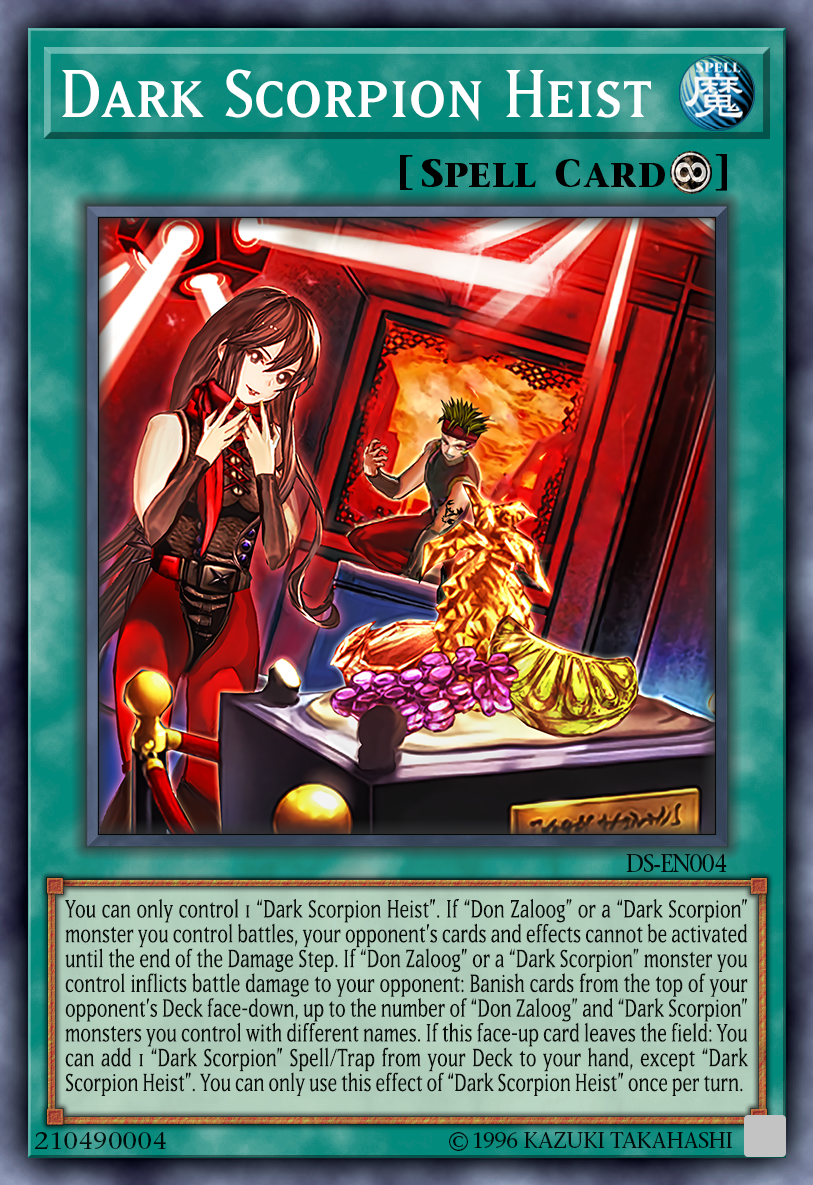 Dark Scorpion Heist
SPELL
魔
[Spell Card∞]
DS-EN004
You can only control 1 “Dark Scorpion Heist”. If “Don Zaloog” or a “Dark Scorpion”
monster you control battles, your opponent’s cards and effects cannot be activated
until the end of the Damage Step. If “Don Zaloog” or a “Dark Scorpion” monster you
control inflicts battle damage to your opponent: Banish cards from the top of your
opponent’s Deck face-down, up to the number of “Don Zaloog” and “Dark Scorpion”
monsters you control with different names. If this face-up card leaves the field: You
can add 1 “Dark Scorpion” Spell/Trap from your Deck to your hand, except “Dark
Scorpion Heist”. You can only use this effect of “Dark Scorpion Heist” once per turn.
210490004
© 1996 KAZUKI TAKAHASHI